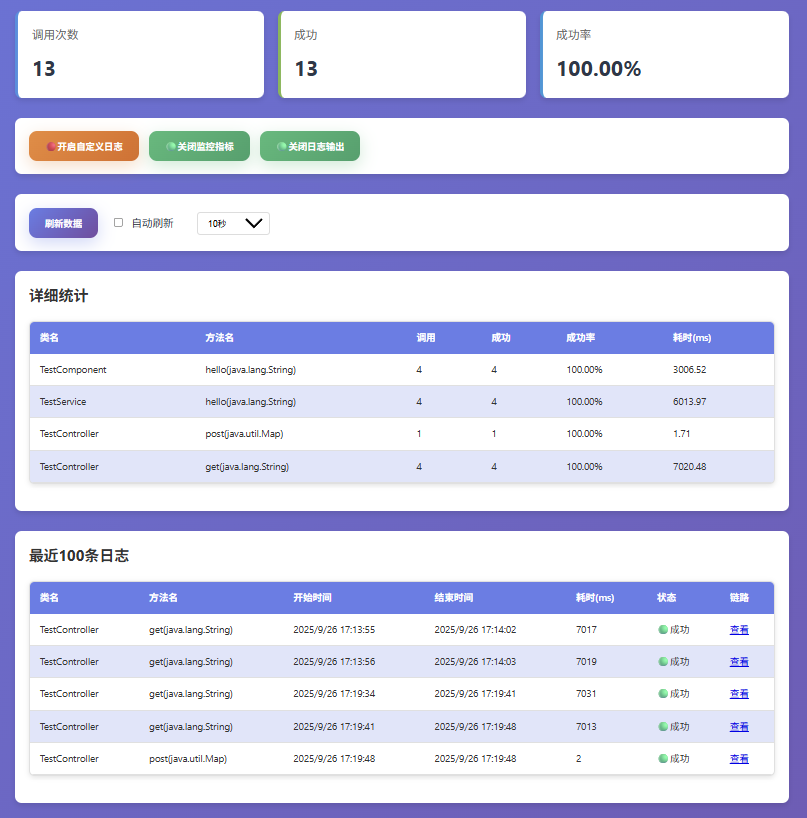 调用次数 成功 成功率
13 13 100.00%
开启自定义日志 关闭监控指标 关闭日志输出
刷新数据 自动刷新 10秒
详细统计
类名 方法名 调用 成功 成功率 耗时(ms)
TestComponent hello(java.lang.String) 4 4 100.00% 3006.52
TestService hello(java.lang.String) 4 4 100.00% 6013.97
TestController post(java.util.Map) 1 1 100.00% 1.71
TestController get(java.lang.String) 4 4 100.00% 7020.48
最近100条日志
类名 方法名 开始时间 结束时间 耗时(ms) 状态 链路
TestController get(java.lang.String) 2025/9/26 17:13:55 2025/9/26 17:14:02 7017 成功 查看
TestController get(java.lang.String) 2025/9/26 17:13:56 2025/9/26 17:14:03 7019 成功 查看
TestController get(java.lang.String) 2025/9/26 17:19:34 2025/9/26 17:19:41 7031 成功 查看
TestController get(java.lang.String) 2025/9/26 17:19:41 2025/9/26 17:19:48 7013 成功 查看
TestController post(java.util.Map) 2025/9/26 17:19:48 2025/9/26 17:19:48 2 成功 查看